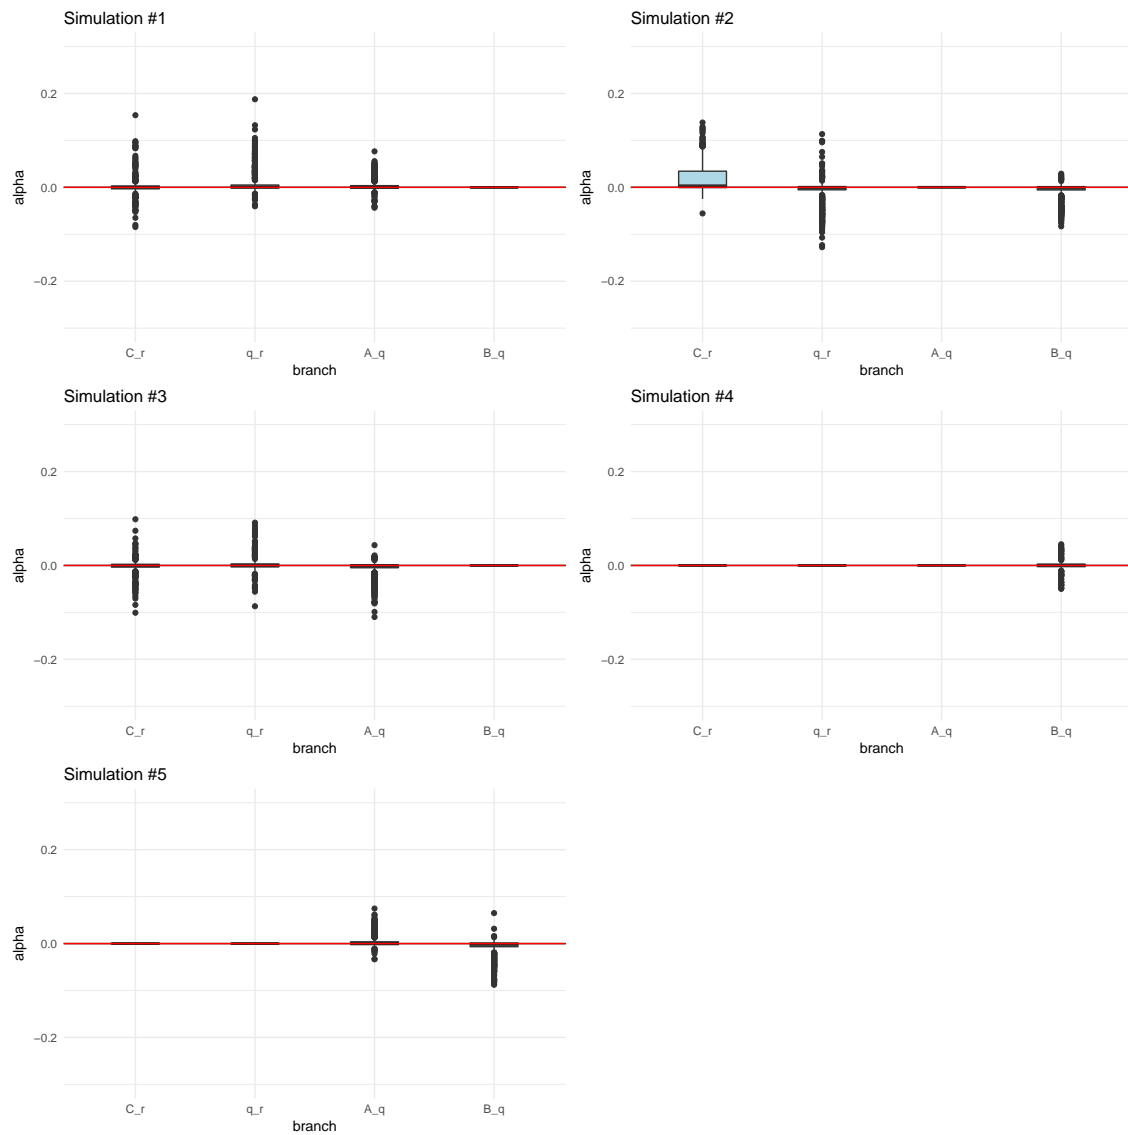 Simulation #1
0.2
0.0
−0.2
alpha
C_r q_r A_q B_q
branch
Simulation #2
0.2
0.0
−0.2
alpha
C_r q_r A_q B_q
branch
Simulation #3
0.2
0.0
−0.2
alpha
C_r q_r A_q B_q
branch
Simulation #4
0.2
0.0
−0.2
alpha
C_r q_r A_q B_q
branch
Simulation #5
0.2
0.0
−0.2
alpha
C_r q_r A_q B_q
branch